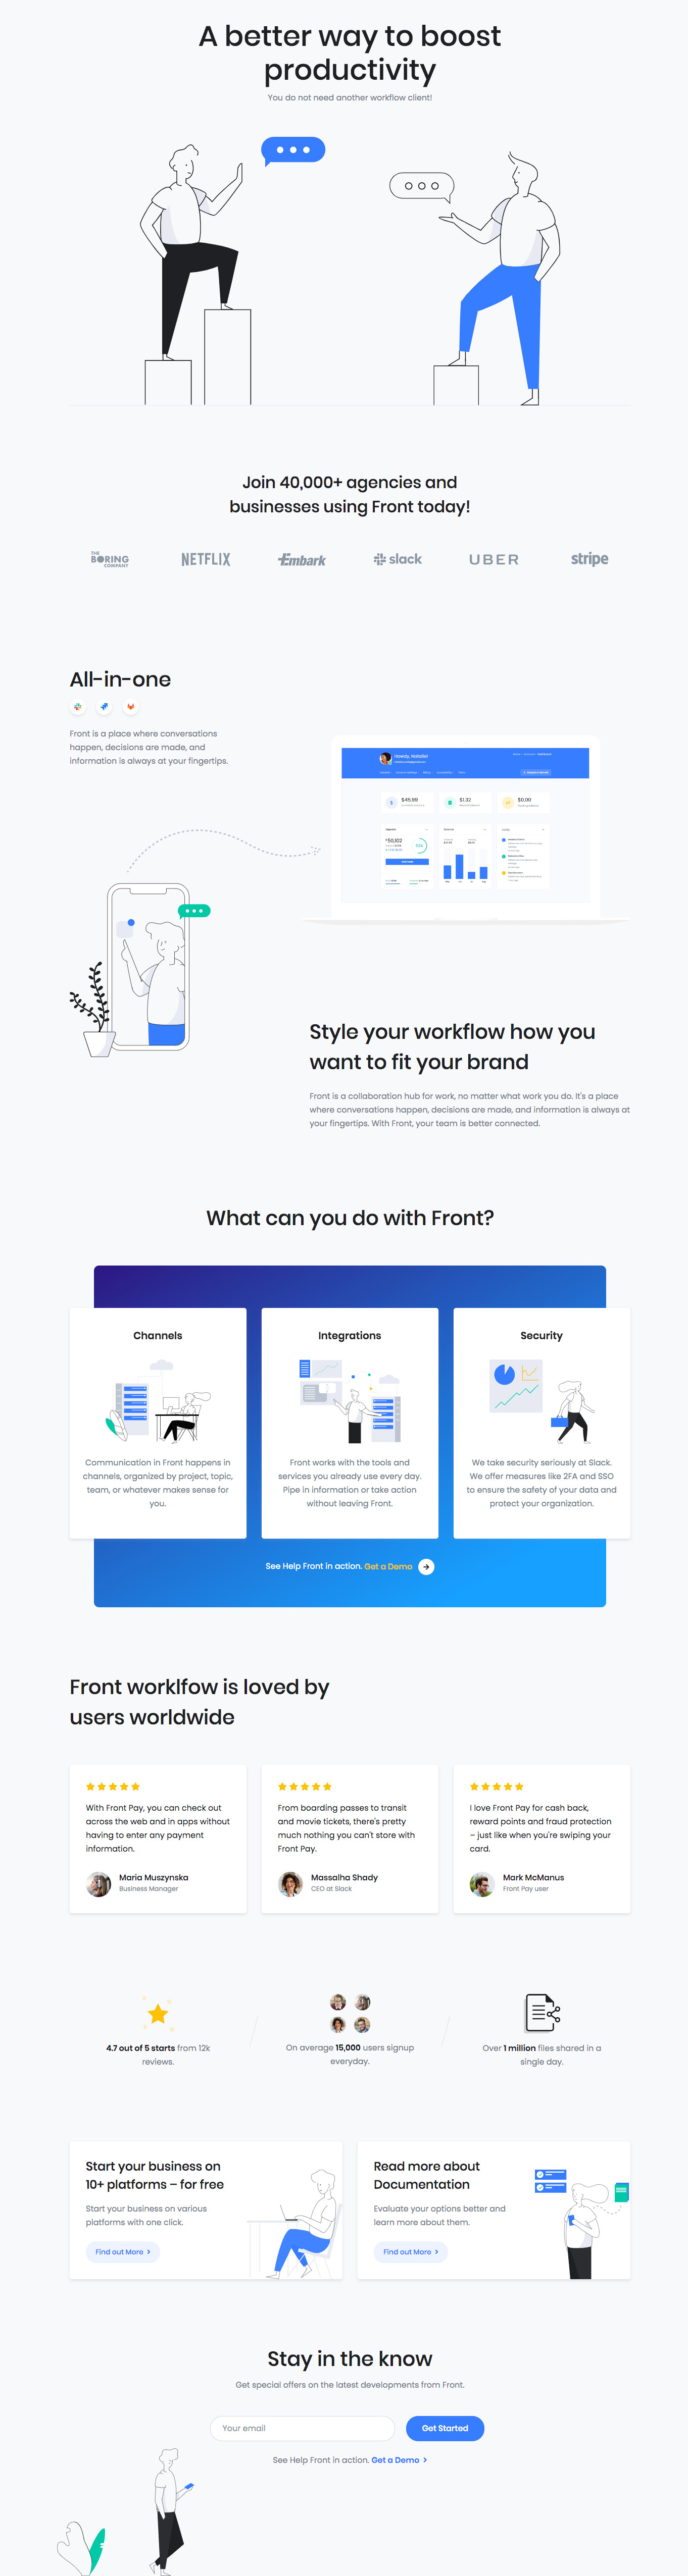 A better way to boost
productivity
You do not need another workflow client!
Join 40,000+ agencies and
businesses using Front today!
THE
BORING
COMPANY
NETFLIX
Embark
slack
UBER
stripe
All-in-one
Front is a place where conversations
happen, decisions are made, and
information is always at your fingertips.
Howdy, Natalie!
$45.99
$1.32
$0.00
Style your workflow how you
want to fit your brand
Front is a collaboration hub for work, no matter what work you do. It's a place
where conversations happen, decisions are made, and information is always at
your fingertips. With Front, your team is better connected.
What can you do with Front?
Channels
Communication in Front happens in
channels, organized by project, topic,
team, or whatever makes sense for
you.
Integrations
Front works with the tools and
services you already use every day.
Pipe in information or take action
without leaving Front.
Security
We take security seriously at Slack.
We offer measures like 2FA and SSO
to ensure the safety of your data and
protect your organization.
See Help Front in action. Get a Demo
Front worklfow is loved by
users worldwide
With Front Pay, you can check out
across the web and in apps without
having to enter any payment
information.
Maria Muszynska
Business Manager
From boarding passes to transit
and movie tickets, there's pretty
much nothing you can't store with
Front Pay.
Massalha Shady
CEO at Slack
I love Front Pay for cash back,
reward points and fraud protection
– just like when you're swiping your
card.
Mark McManus
Front Pay user
4.7 out of 5 starts from 12k
reviews.
On average 15,000 users signup
everyday.
Over 1 million files shared in a
single day.
Start your business on
10+ platforms – for free
Start your business on various
platforms with one click.
Find out More
Read more about
Documentation
Evaluate your options better and
learn more about them.
Find out More
Stay in the know
Get special offers on the latest developments from Front.
Your email
Get Started
See Help Front in action. Get a Demo